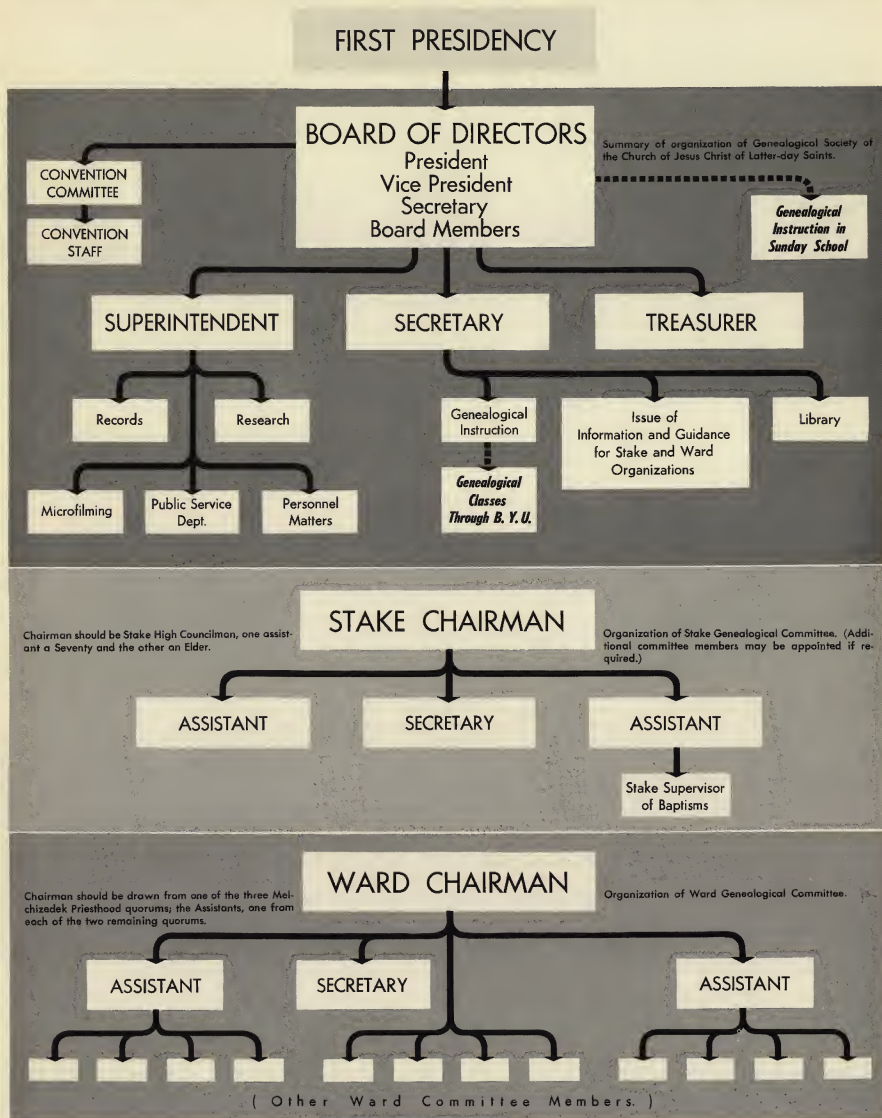 FIRST PRESIDENCY
BOARD OF DIRECTORS
President
Vice President
Secretary
Board Members
Summary of organization of Genealogical Society of
the Church of Jesus Christ of Latter-day Saints.
CONVENTION
COMMITTEE
CONVENTION
STAFF
Genealogical
Instruction in
Sunday School
SUPERINTENDENT
SECRETARY
TREASURER
Records
Research
Genealogical
Instruction
Issue of
Information and Guidance
for Stake and Ward
Organizations
Library
Microfilming
Public Service
Dept.
Personnel
Matters
Genealogical
Classes
Through B. Y. U.
STAKE CHAIRMAN
Chairman should be Stake High Councilman, one assist-
ant a Seventy and the other an Elder.
Organization of Stake Genealogical Committee. (Addi-
tional committee members may be appointed if re-
quired.)
ASSISTANT
SECRETARY
ASSISTANT
Stake Supervisor
of Baptisms
WARD CHAIRMAN
Chairman should be drawn from one of the three Mel-
chizedek Priesthood quorums; the Assistants, one from
each of the two remaining quorums.
Organization of Ward Genealogical Committee.
ASSISTANT
SECRETARY
ASSISTANT
( Other Ward Committee Members. )